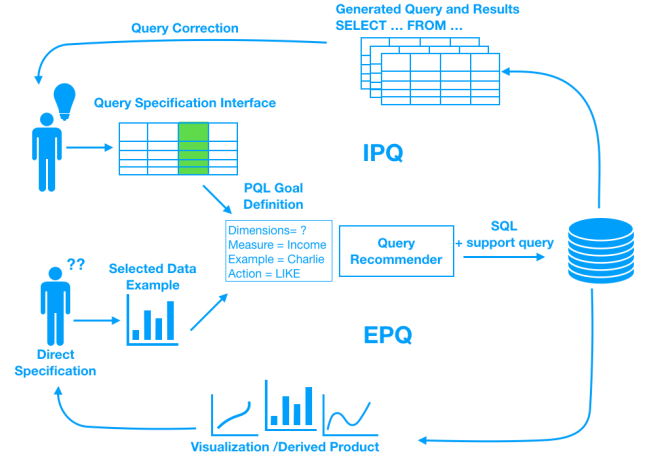 Generated Query and Results
SELECT ... FROM ...
Query Correction
Query Specification Interface
IPQ
PQL Goal
Definition
Dimensions= ?
Measure = Income
Example = Charlie
Action = LIKE
Query
Recommender
SQL
+ support query
??
Selected Data
Example
Direct
Specification
EPQ
Visualization /Derived Product